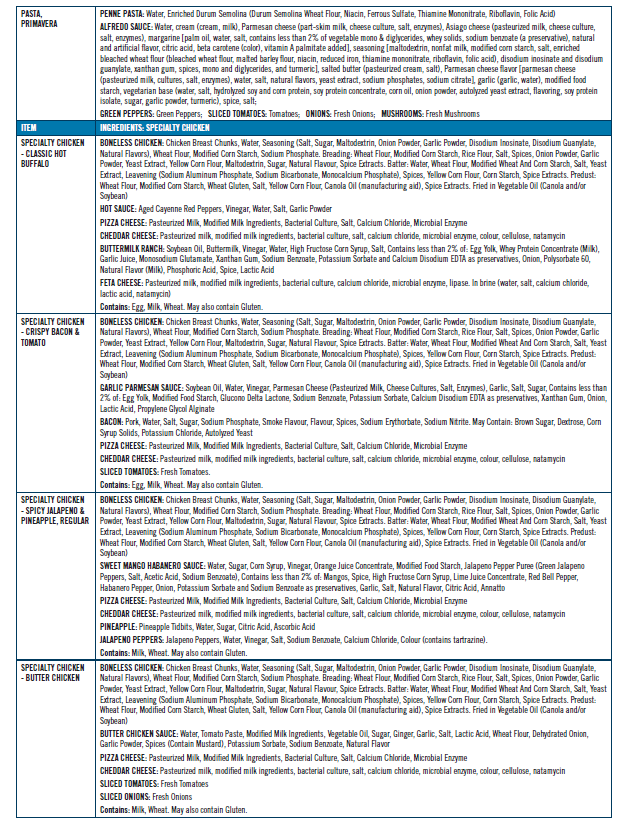 PASTA,
PRIMAVERA
PENNE PASTA: Water, Enriched Durum Semolina (Durum Semolina Wheat Flour, Niacin, Ferrous Sulfate, Thiamine Mononitrate, Riboflavin, Folic Acid)
ALFREDO SAUCE: Water, cream (cream, milk), Parmesan cheese (part-skim milk, cheese culture, salt, enzymes), Asiago cheese (pasteurized milk, cheese culture,
salt, enzymes), margarine [palm oil, water, salt, contains less than 2% of vegetable mono & diglycerides, whey solids, sodium benzoate (a preservative), natural
and artificial flavor, citric acid, beta carotene (color), vitamin A palmitate added], seasoning [maltodextrin, nonfat milk, modified corn starch, salt, enriched
bleached wheat flour (bleached wheat flour, malted barley flour, niacin, reduced iron, thiamine mononitrate, riboflavin, folic acid), disodium inosinate and disodium
guanylate, xanthan gum, spices, mono and diglycerides, and turmeric], salted butter (pasteurized cream, salt), Parmesan cheese flavor [parmesan cheese
(pasteurized milk, cultures, salt, enzymes), water, salt, natural flavors, yeast extract, sodium phosphate, sodium citrate], garlic (garlic, water), modified food
starch, vegetarian base (water, salt, hydrolyzed soy and corn protein, soy protein concentrate, corn oil, onion powder, autolyzed yeast extract, flavoring, soy protein
isolate, sugar, garlic powder, turmeric), spice, salt;
GREEN PEPPERS: Green Peppers; SLICED TOMATOES: Tomatoes; ONIONS: Fresh Onions; MUSHROOMS: Fresh Mushrooms
ITEM INGREDIENTS: SPECIALTY CHICKEN
SPECIALTY CHICKEN
- CLASSIC HOT
BUFFALO
BONELESS CHICKEN: Chicken Breast Chunks, Water, Seasoning (Salt, Sugar, Maltodextrin, Onion Powder, Garlic Powder, Disodium Inosinate, Disodium Guanylate,
Natural Flavors), Wheat Flour, Modified Corn Starch, Sodium Phosphate. Breading: Wheat Flour, Modified Corn Starch, Rice Flour, Salt, Spices, Onion Powder, Garlic
Powder, Yeast Extract, Yellow Corn Flour, Maltodextrin, Sugar, Natural Flavour, Spice Extracts. Batter: Water, Wheat Flour, Modified Wheat And Corn Starch, Salt, Yeast
Extract, Leavening (Sodium Aluminum Phosphate, Sodium Bicarbonate, Monocalcium Phosphate), Spices, Yellow Corn Flour, Corn Starch, Spice Extracts. Predust:
Wheat Flour, Modified Corn Starch, Wheat Gluten, Salt, Yellow Corn Flour, Canola Oil (manufacturing aid), Spice Extracts. Fried in Vegetable Oil (Canola and/or
Soybean)
HOT SAUCE: Aged Cayenne Red Peppers, Vinegar, Water, Salt, Garlic Powder
PIZZA CHEESE: Pasteurized Milk, Modified Milk Ingredients, Bacterial Culture, Salt, Calcium Chloride, Microbial Enzyme
CHEDDAR CHEESE: Pasteurized milk, modified milk ingredients, bacterial culture, salt, calcium chloride, microbial enzyme, colour, cellulose, natamycin
BUTTERMILK RANCH: Soybean Oil, Buttermilk, Vinegar, Water, High Fructose Corn Syrup, Salt, Contains less than 2% of: Egg Yolk, Whey Protein Concentrate (Milk),
Garlic Juice, Monosodium Glutamate, Xanthan Gum, Sodium Benzoate, Potassium Sorbate and Calcium Disodium EDTA as preservatives, Onion, Polysorbate 60,
Natural Flavor (Milk), Phosphoric Acid, Spice, Lactic Acid
FETA CHEESE: Pasteurized milk, modified milk ingredients, bacterial culture, calcium chloride, microbial enzyme, lipase. In brine (water, salt, calcium chloride,
lactic acid, natamycin)
Contains: Egg, Milk, Wheat. May also contain Gluten.
SPECIALTY CHICKEN
- CRISPY BACON &
TOMATO
BONELESS CHICKEN: Chicken Breast Chunks, Water, Seasoning (Salt, Sugar, Maltodextrin, Onion Powder, Garlic Powder, Disodium Inosinate, Disodium Guanylate,
Natural Flavors), Wheat Flour, Modified Corn Starch, Sodium Phosphate. Breading: Wheat Flour, Modified Corn Starch, Rice Flour, Salt, Spices, Onion Powder, Garlic
Powder, Yeast Extract, Yellow Corn Flour, Maltodextrin, Sugar, Natural Flavour, Spice Extracts. Batter: Water, Wheat Flour, Modified Wheat And Corn Starch, Salt, Yeast
Extract, Leavening (Sodium Aluminum Phosphate, Sodium Bicarbonate, Monocalcium Phosphate), Spices, Yellow Corn Flour, Corn Starch, Spice Extracts. Predust:
Wheat Flour, Modified Corn Starch, Wheat Gluten, Salt, Yellow Corn Flour, Canola Oil (manufacturing aid), Spice Extracts. Fried in Vegetable Oil (Canola and/or
Soybean)
GARLIC PARMESAN SAUCE: Soybean Oil, Water, Vinegar, Parmesan Cheese (Pasteurized Milk, Cheese Cultures, Salt, Enzymes), Garlic, Salt, Sugar, Contains less than
2% of: Egg Yolk, Modified Food Starch, Glucono Delta Lactone, Sodium Benzoate, Potassium Sorbate, Calcium Disodium EDTA as preservatives, Xanthan Gum, Onion,
Lactic Acid, Propylene Glycol Alginate
BACON: Pork, Water, Salt, Sugar, Sodium Phosphate, Smoke Flavour, Flavour, Spices, Sodium Erythorbate, Sodium Nitrite. May Contain: Brown Sugar, Dextrose, Corn
Syrup Solids, Potassium Chloride, Autolyzed Yeast
PIZZA CHEESE: Pasteurized Milk, Modified Milk Ingredients, Bacterial Culture, Salt, Calcium Chloride, Microbial Enzyme
CHEDDAR CHEESE: Pasteurized milk, modified milk ingredients, bacterial culture, salt, calcium chloride, microbial enzyme, colour, cellulose, natamycin
SLICED TOMATOES: Fresh Tomatoes.
Contains: Egg, Milk, Wheat. May also contain Gluten.
SPECIALTY CHICKEN
- SPICY JALAPENO &
PINEAPPLE, REGULAR
BONELESS CHICKEN: Chicken Breast Chunks, Water, Seasoning (Salt, Sugar, Maltodextrin, Onion Powder, Garlic Powder, Disodium Inosinate, Disodium Guanylate,
Natural Flavors), Wheat Flour, Modified Corn Starch, Sodium Phosphate. Breading: Wheat Flour, Modified Corn Starch, Rice Flour, Salt, Spices, Onion Powder, Garlic
Powder, Yeast Extract, Yellow Corn Flour, Maltodextrin, Sugar, Natural Flavour, Spice Extracts. Batter: Water, Wheat Flour, Modified Wheat And Corn Starch, Salt, Yeast
Extract, Leavening (Sodium Aluminum Phosphate, Sodium Bicarbonate, Monocalcium Phosphate), Spices, Yellow Corn Flour, Corn Starch, Spice Extracts. Predust:
Wheat Flour, Modified Corn Starch, Wheat Gluten, Salt, Yellow Corn Flour, Canola Oil (manufacturing aid), Spice Extracts. Fried in Vegetable Oil (Canola and/or
Soybean)
SWEET MANGO HABANERO SAUCE: Water, Sugar, Corn Syrup, Vinegar, Orange Juice Concentrate, Modified Food Starch, Jalapeno Pepper Puree (Green Jalapeno
Peppers, Salt, Acetic Acid, Sodium Benzoate), Contains less than 2% of: Mangos, Spice, High Fructose Corn Syrup, Lime Juice Concentrate, Red Bell Pepper,
Habanero Pepper, Onion, Potassium Sorbate and Sodium Benzoate as preservatives, Garlic, Salt, Natural Flavor, Citric Acid, Annatto
PIZZA CHEESE: Pasteurized Milk, Modified Milk Ingredients, Bacterial Culture, Salt, Calcium Chloride, Microbial Enzyme
CHEDDAR CHEESE: Pasteurized milk, modified milk ingredients, bacterial culture, salt, calcium chloride, microbial enzyme, colour, cellulose, natamycin
PINEAPPLE: Pineapple Tidbits, Water, Sugar, Citric Acid, Ascorbic Acid
JALAPENO PEPPERS: Jalapeno Peppers, Water, Vinegar, Salt, Sodium Benzoate, Calcium Chloride, Colour (contains tartrazine).
Contains: Milk, Wheat. May also contain Gluten.
SPECIALTY CHICKEN
- BUTTER CHICKEN
BONELESS CHICKEN: Chicken Breast Chunks, Water, Seasoning (Salt, Sugar, Maltodextrin, Onion Powder, Garlic Powder, Disodium Inosinate, Disodium Guanylate,
Natural Flavors), Wheat Flour, Modified Corn Starch, Sodium Phosphate. Breading: Wheat Flour, Modified Corn Starch, Rice Flour, Salt, Spices, Onion Powder, Garlic
Powder, Yeast Extract, Yellow Corn Flour, Maltodextrin, Sugar, Natural Flavour, Spice Extracts. Batter: Water, Wheat Flour, Modified Wheat And Corn Starch, Salt, Yeast
Extract, Leavening (Sodium Aluminum Phosphate, Sodium Bicarbonate, Monocalcium Phosphate), Spices, Yellow Corn Flour, Corn Starch, Spice Extracts. Predust:
Wheat Flour, Modified Corn Starch, Wheat Gluten, Salt, Yellow Corn Flour, Canola Oil (manufacturing aid), Spice Extracts. Fried in Vegetable Oil (Canola and/or
Soybean)
BUTTER CHICKEN SAUCE: Water, Tomato Paste, Modified Milk Ingredients, Vegetable Oil, Sugar, Ginger, Garlic, Salt, Lactic Acid, Wheat Flour, Dehydrated Onion,
Garlic Powder, Spices (Contain Mustard), Potassium Sorbate, Sodium Benzoate, Natural Flavor
PIZZA CHEESE: Pasteurized Milk, Modified Milk Ingredients, Bacterial Culture, Salt, Calcium Chloride, Microbial Enzyme
CHEDDAR CHEESE: Pasteurized milk, modified milk ingredients, bacterial culture, salt, calcium chloride, microbial enzyme, colour, cellulose, natamycin
SLICED TOMATOES: Fresh Tomatoes
SLICED ONIONS: Fresh Onions
Contains: Milk, Wheat. May also contain Gluten.